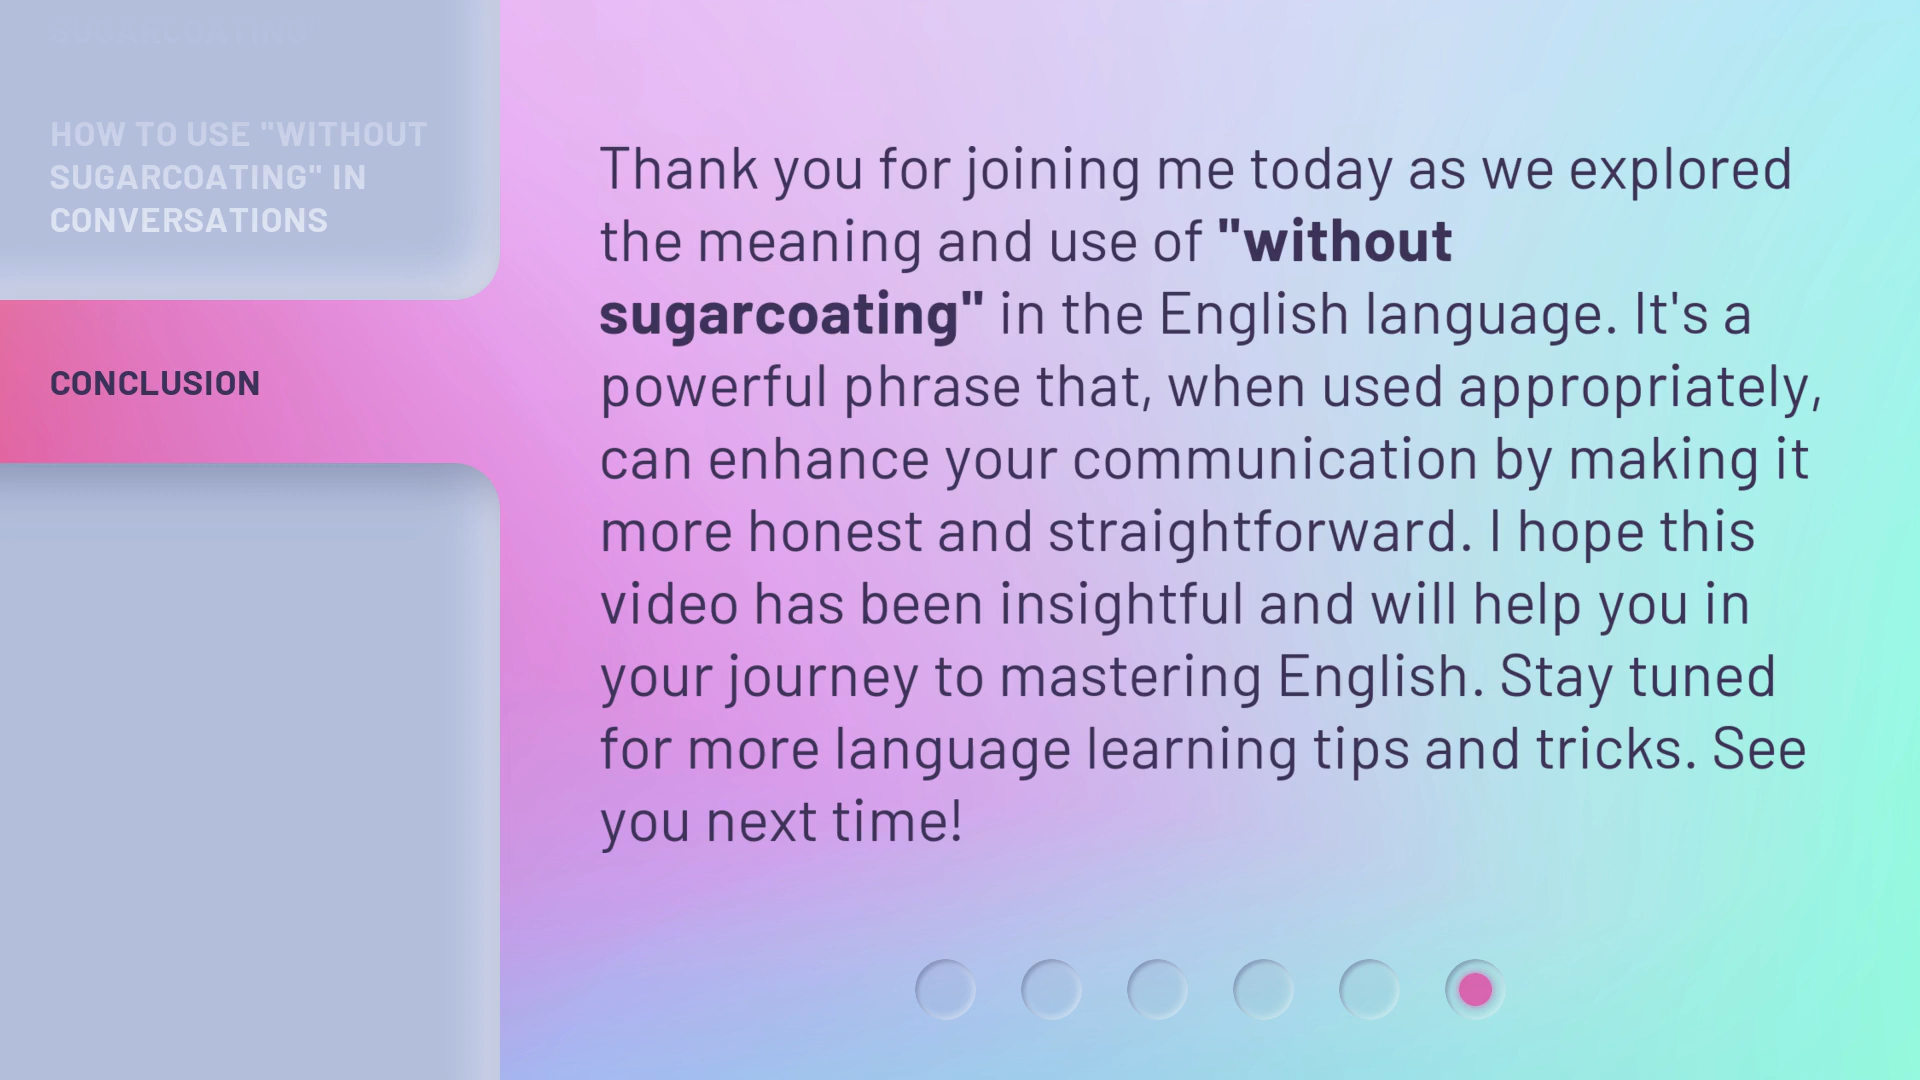 SUGARCOATING
HOW TO USE "WITHOUT
SUGARCOATING" IN
CONVERSATIONS
CONCLUSION
Thank you for joining me today as we explored
the meaning and use of "without
sugarcoating" in the English language. It's a
powerful phrase that, when used appropriately,
can enhance your communication by making it
more honest and straightforward. I hope this
video has been insightful and will help you in
your journey to mastering English. Stay tuned
for more language learning tips and tricks. See
you next time!